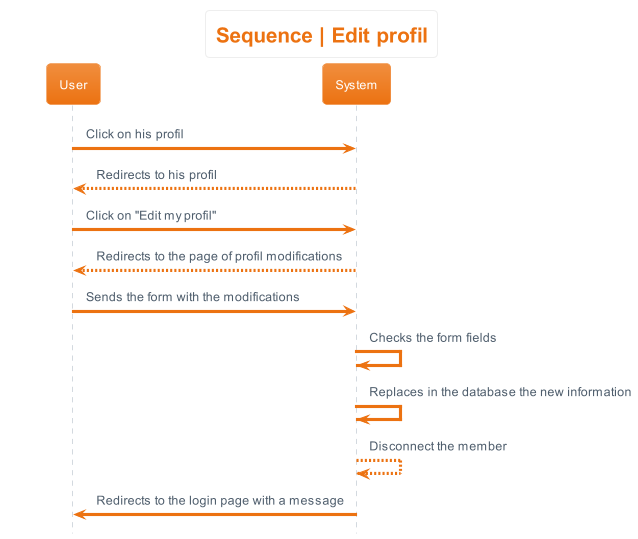 Sequence | Edit profil
User
System
Click on his profil
Redirects to his profil
Click on "Edit my profil"
Redirects to the page of profil modifications
Sends the form with the modifications
Checks the form fields
Replaces in the database the new information
Disconnect the member
Redirects to the login page with a message